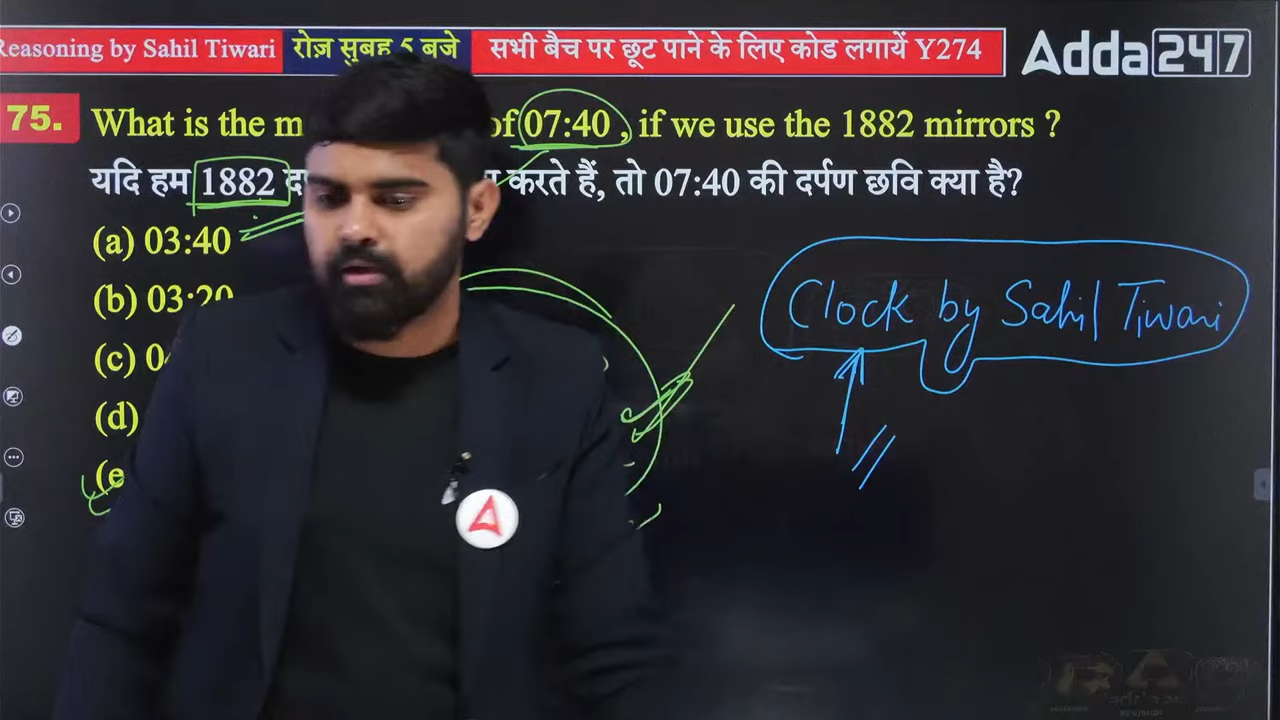 Reasoning by Sahil Tiwari रोज़ सुबह 5 बजे सभी बैच पर छूट पाने के लिए कोड लगायें Y274 Adda247
75. What is the of 07:40 , if we use the 1882 mirrors ?
यदि हम 1882 करते हैं, तो 07:40 की दर्पण छवि क्या है?
(a) 03:40
(b) 03:20
(c)
(d)
(e
Clock by Sahil Tiwari